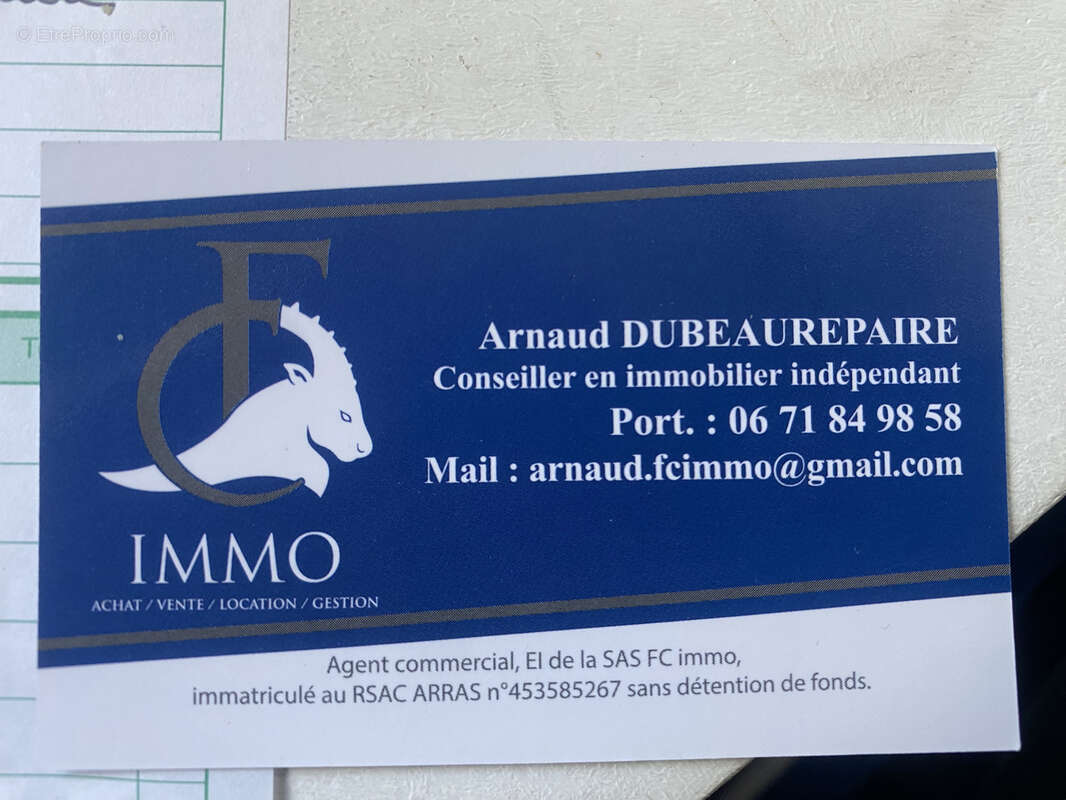 © EtreProprio.com
FC
Arnaud DUBEAUREPAIRE
Conseiller en immobilier indépendant
Port. : 06 71 84 98 58
Mail : arnaud.fcimmo@gmail.com
IMMO
ACHAT / VENTE / LOCATION / GESTION
Agent commercial, EI de la SAS FC immo,
immatriculé au RSAC ARRAS n°453585267 sans détention de fonds.